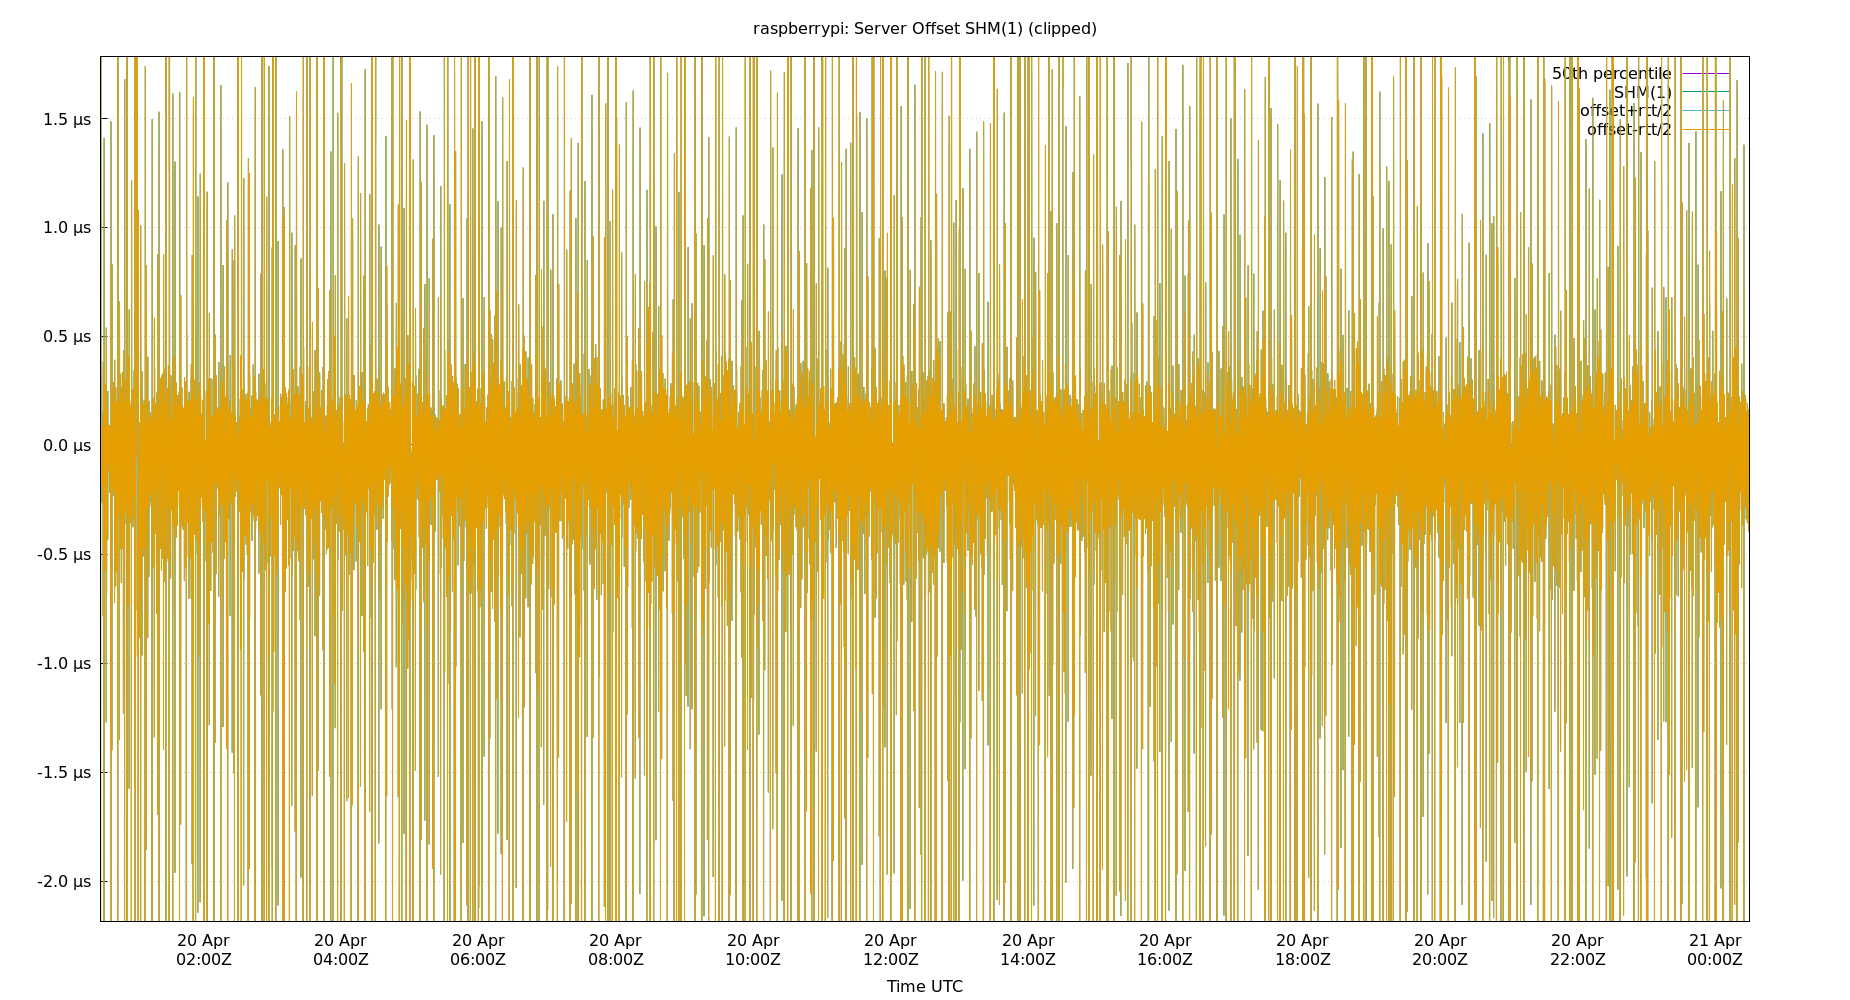 raspberrypi: Server Offset SHM(1) (clipped)
50th percentile
SHM(1)
offset+rtt/2
offset-rtt/2
1.5 µs
1.0 µs
0.5 µs
0.0 µs
-0.5 µs
-1.0 µs
-1.5 µs
-2.0 µs
20 Apr 20 Apr 20 Apr 20 Apr 20 Apr 20 Apr 20 Apr 20 Apr 20 Apr 20 Apr 20 Apr 21 Apr
02:00Z 04:00Z 06:00Z 08:00Z 10:00Z 12:00Z 14:00Z 16:00Z 18:00Z 20:00Z 22:00Z 00:00Z
Time UTC